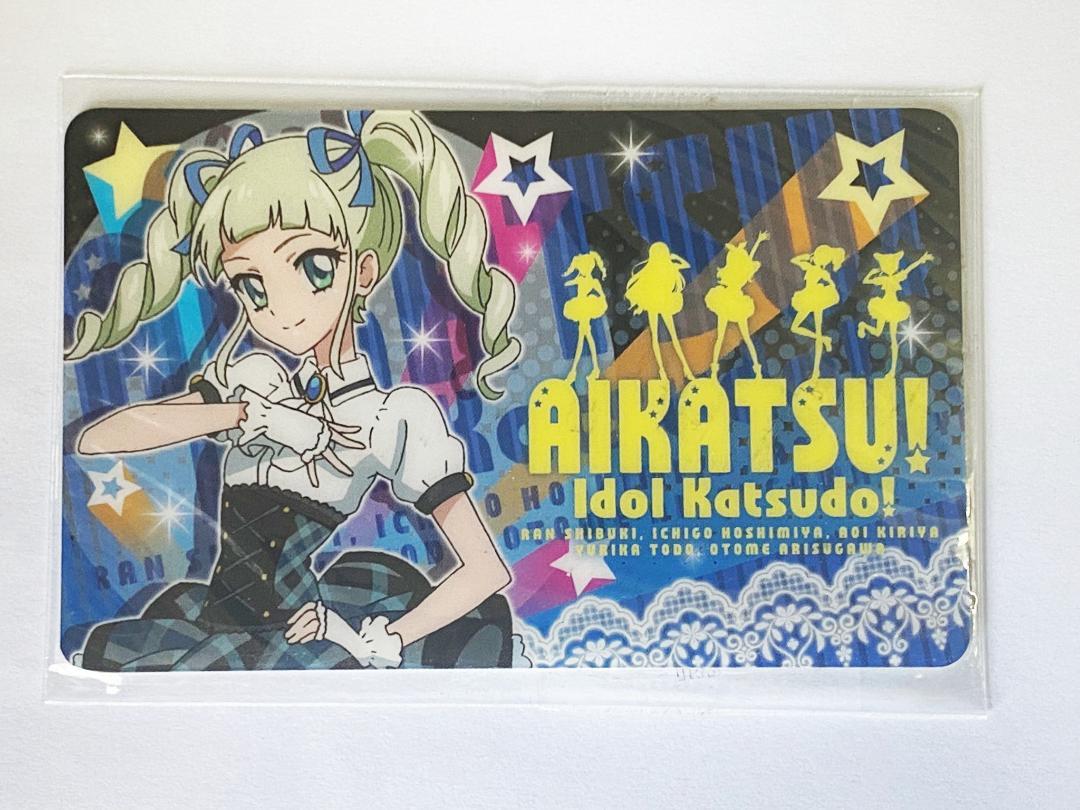 AIKATSU!
Idol Katsudo!
RAN SHIBUKI, ICHIGO HOSHIMIYA, AOI KIRIYA
YURIKA TODO, OTOME ARISUGAWA